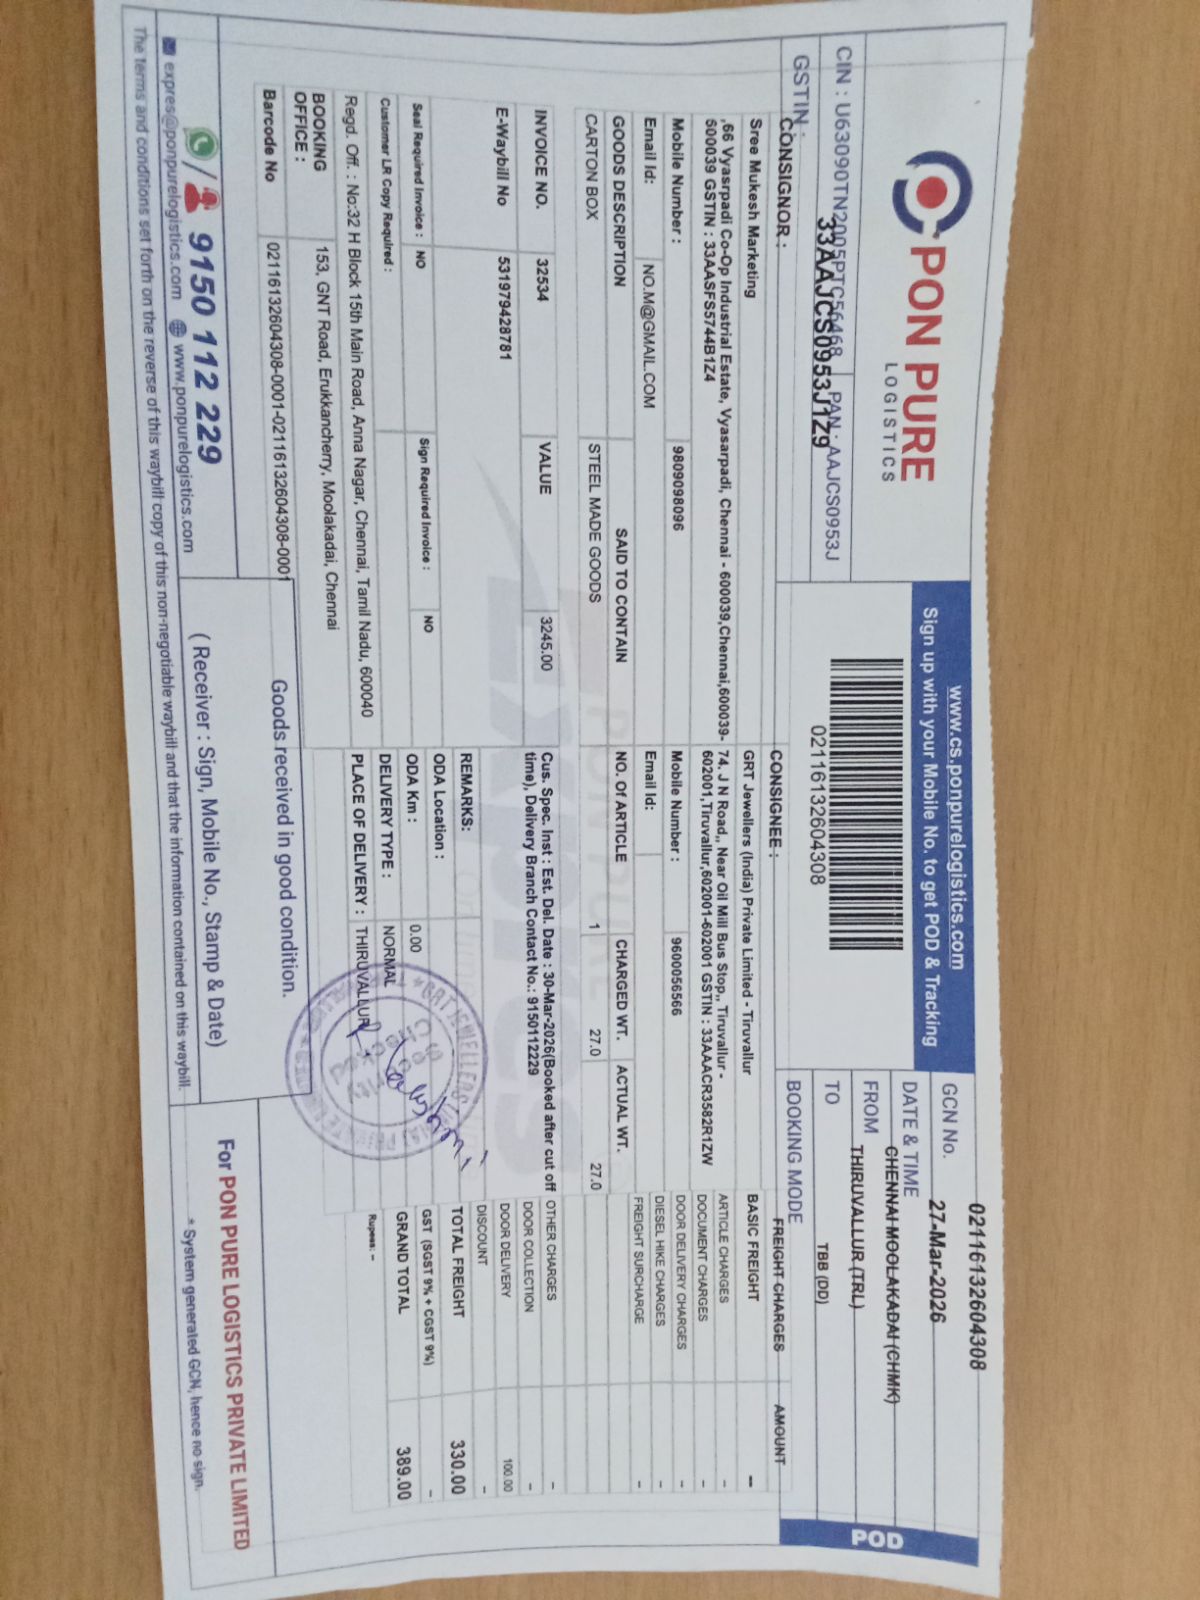 PON PURE
LOGISTICS
CIN : U63090TN2005PTC56468 PAN : AAJCS0953J
GSTIN : 33AAJCS0953J1Z9
www.cs.ponpurelogistics.com
Sign up with your Mobile No. to get POD & Tracking
02116132604308
GCN No. 02116132604308
DATE & TIME 27-Mar-2026
FROM CHENNAI MOOLAKADAI (CHMK)
TO THIRUVALLUR (TRL)
BOOKING MODE TBB (DD)
POD
CONSIGNOR :
Sree Mukesh Marketing
,66 Vyasrpadi Co-Op Industrial Estate, Vyasarpadi, Chennai - 600039,Chennai,600039-
600039 GSTIN : 33AASFS5744B1Z4
Mobile Number : 9809098096
Email Id: NO.M@GMAIL.COM
CONSIGNEE :
GRT Jewellers (India) Private Limited - Tiruvallur
74, J N Road,, Near Oil Mill Bus Stop,, Tiruvallur -
602001,Tiruvallur,602001-602001 GSTIN : 33AAACR3582R1ZW
Mobile Number : 9600056566
Email Id:
GOODS DESCRIPTION SAID TO CONTAIN NO. Of ARTICLE CHARGED WT. ACTUAL WT.
CARTON BOX STEEL MADE GOODS 1 27.0 27.0
INVOICE NO. 32534 VALUE 3245.00
E-Waybill No 531979428781
Cus. Spec. Inst : Est. Del. Date : 30-Mar-2026(Booked after cut off
time), Delivery Branch Contact No.: 9150112229
Seal Required Invoice : NO Sign Required Invoice : NO
Customer LR Copy Required :
REMARKS:
ODA Location :
ODA Km : 0.00
DELIVERY TYPE : NORMAL
PLACE OF DELIVERY : THIRUVALLUR
Regd. Off. : No:32 H Block 15th Main Road, Anna Nagar, Chennai, Tamil Nadu, 600040
BOOKING OFFICE : 153, GNT Road, Erukkancherry, Moolakadai, Chennai
Barcode No 02116132604308-0001-02116132604308-0001
FREIGHT CHARGES AMOUNT
BASIC FREIGHT --
ARTICLE CHARGES -
DOCUMENT CHARGES -
DOOR DELIVERY CHARGES -
DIESEL HIKE CHARGES -
FREIGHT SURCHARGE -
OTHER CHARGES -
DOOR COLLECTION -
DOOR DELIVERY 100.00
DISCOUNT -
TOTAL FREIGHT 330.00
GST (SGST 9% + CGST 9%) -
GRAND TOTAL 389.00
Rupees: -
9150 112 229
expres@ponpurelogistics.com www.ponpurelogistics.com
Goods received in good condition.
( Receiver : Sign, Mobile No., Stamp & Date)
For PON PURE LOGISTICS PRIVATE LIMITED
* System generated GCN, hence no sign.
The terms and conditions set forth on the reverse of this waybill copy of this non-negotiable waybill and that the information contained on this waybill.